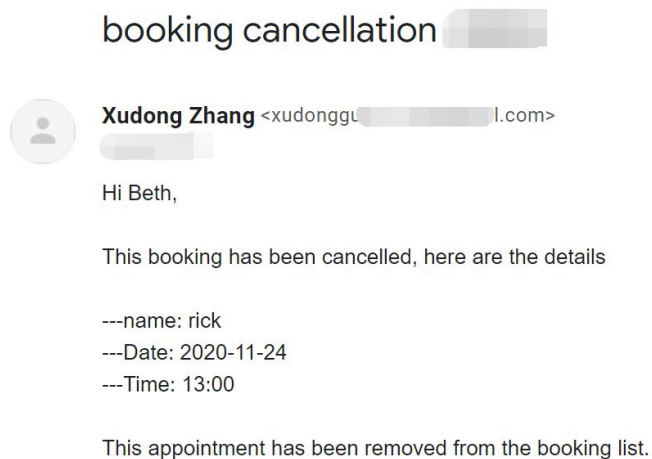 booking cancellation
Xudong Zhang <xudonggu l.com>
Hi Beth,
This booking has been cancelled, here are the details
---name: rick
---Date: 2020-11-24
---Time: 13:00
This appointment has been removed from the booking list.